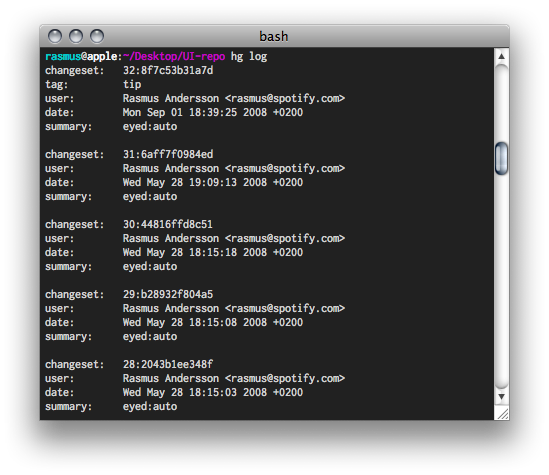 bash
rasmus@apple:~/Desktop/UI-repo hg log
changeset:   32:8f7c53b31a7d
tag:         tip
user:        Rasmus Andersson <rasmus@spotify.com>
date:        Mon Sep 01 18:39:25 2008 +0200
summary:     eyed:auto

changeset:   31:6aff7f0984ed
user:        Rasmus Andersson <rasmus@spotify.com>
date:        Wed May 28 19:09:13 2008 +0200
summary:     eyed:auto

changeset:   30:44816ffd8c51
user:        Rasmus Andersson <rasmus@spotify.com>
date:        Wed May 28 18:15:18 2008 +0200
summary:     eyed:auto

changeset:   29:b28932f804a5
user:        Rasmus Andersson <rasmus@spotify.com>
date:        Wed May 28 18:15:08 2008 +0200
summary:     eyed:auto

changeset:   28:2043b1ee348f
user:        Rasmus Andersson <rasmus@spotify.com>
date:        Wed May 28 18:15:03 2008 +0200
summary:     eyed:auto